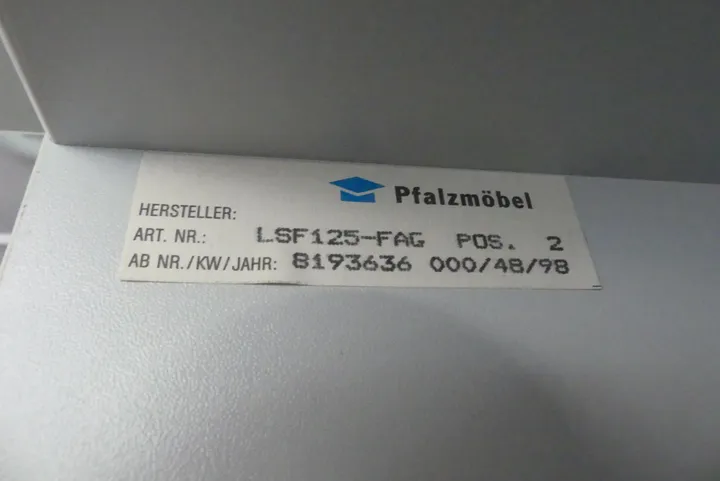 Pfalzmöbel
HERSTELLER:
ART. NR.: LSF125-FAG POS. 2
AB NR./KW/JAHR: 8193636 000/48/98